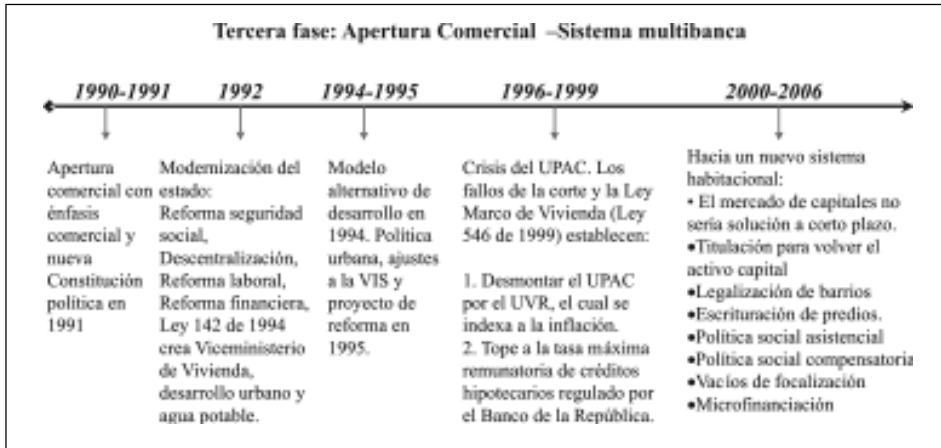 Tercera fase: Apertura Comercial –Sistema multibanca
1990-1991
1992
1994-1995
1996-1999
2000-2006
Apertura
comercial con
énfasis
comercial y
nueva
Constitución
política en
1991
Modernización del
estado:
Reforma seguridad
social,
Descentralización,
Reforma laboral,
Reforma financiera,
Ley 142 de 1994
crea Viceministerio
de Vivienda,
desarrollo urbano y
agua potable.
Modelo
alternativo de
desarrollo en
1994. Política
urbana, ajustes
a la VIS y
proyecto de
reforma en
1995.
Crisis del UPAC. Los
fallos de la corte y la Ley
Marco de Vivienda (Ley
546 de 1999) establecen:
1. Desmontar el UPAC
por el UVR, el cual se
indexa a la inflación.
2. Tope a la tasa máxima
remunatoria de créditos
hipotecarios regulado por
el Banco de la República.
Hacia un nuevo sistema
habitacional:
• El mercado de capitales no
sería solución a corto plazo.
•Titulación para volver el
activo capital
•Legalización de barrios
•Escrituración de predios.
•Política social asistencial
•Política social compensatoria
•Vacíos de focalización
•Microfinanciación